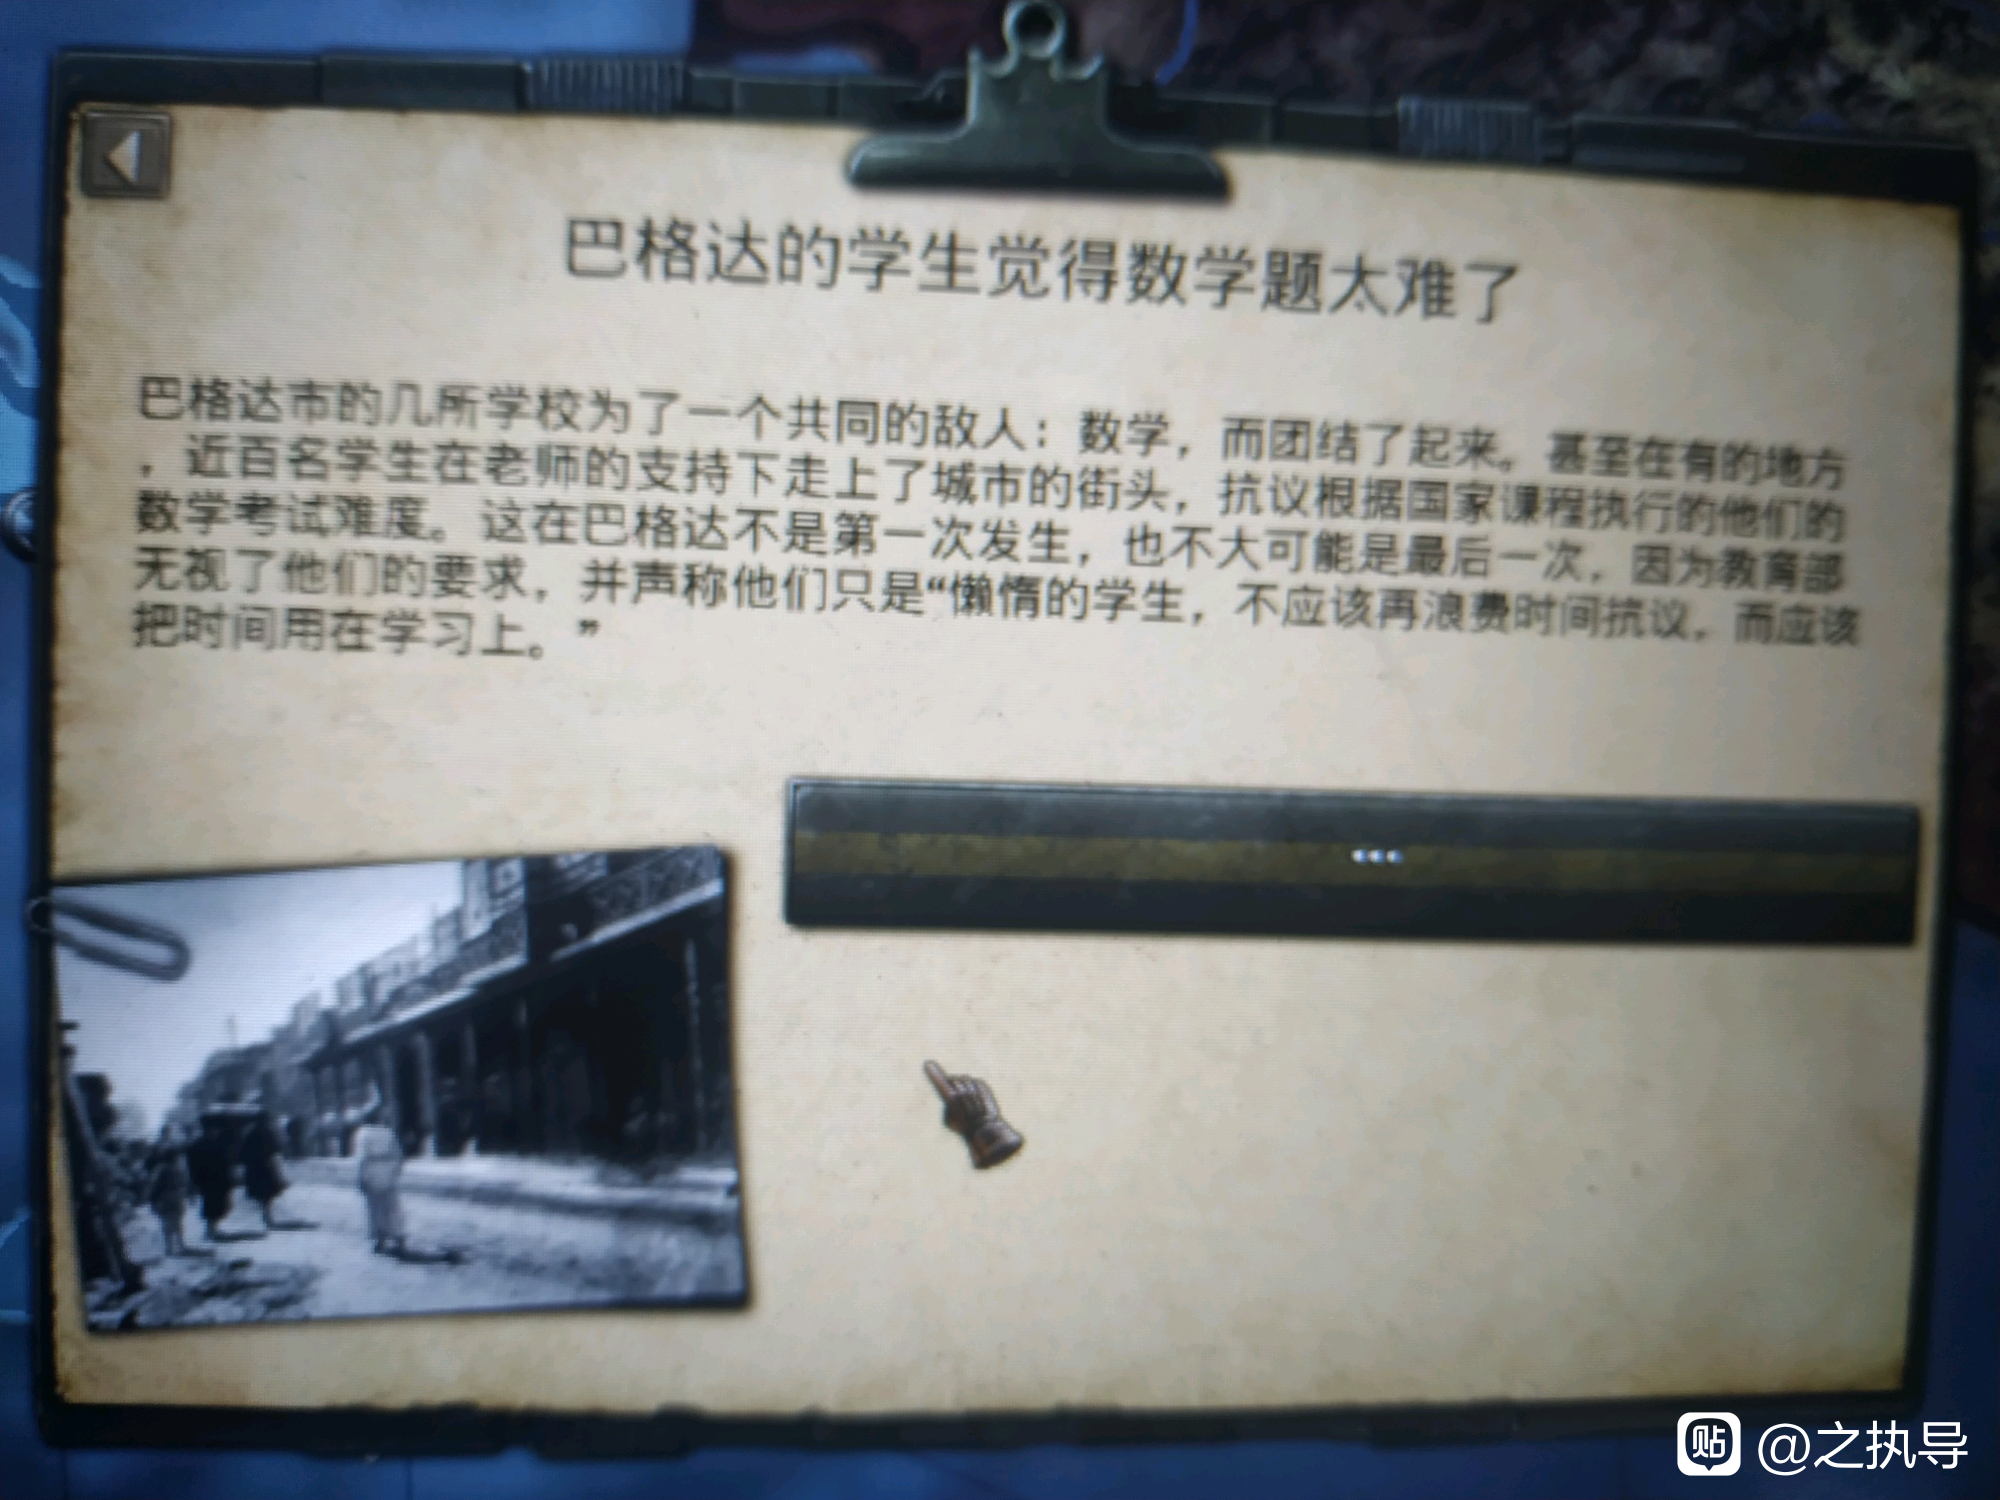 巴格达的学生觉得数学题太难了
巴格达市的几所学校为了一个共同的敌人：数学，而团结了起来。甚至在有的地方
，近百名学生在老师的支持下走上了城市的街头，抗议根据国家课程执行的他们的
数学考试难度。这在巴格达不是第一次发生，也不大可能是最后一次，因为教育部
无视了他们的要求，并声称他们只是“懒惰的学生，不应该再浪费时间抗议，而应该
把时间用在学习上。”
...
贴 @之执导